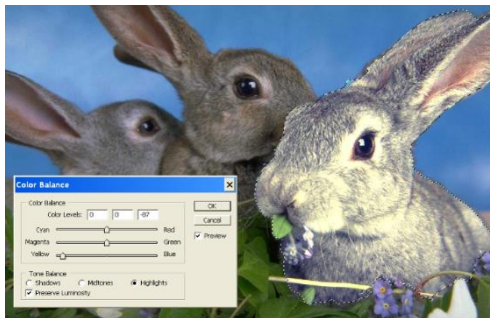 Color Balance
Color Balance
Color Levels: 0 0 -87
OK
Cancel
Preview
Cyan Red
Magenta Green
Yellow Blue
Tone Balance
Shadows Midtones Highlights
Preserve Luminosity